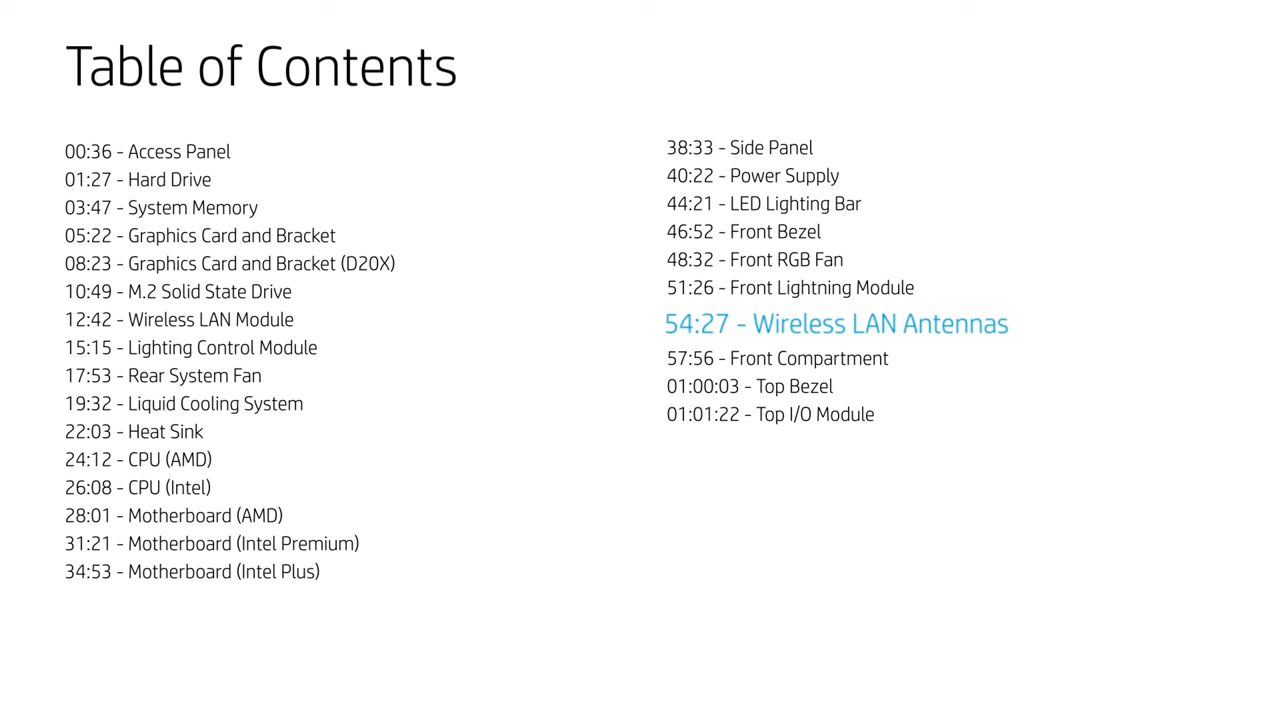 Table of Contents
00:36 - Access Panel
01:27 - Hard Drive
03:47 - System Memory
05:22 - Graphics Card and Bracket
08:23 - Graphics Card and Bracket (D20X)
10:49 - M.2 Solid State Drive
12:42 - Wireless LAN Module
15:15 - Lighting Control Module
17:53 - Rear System Fan
19:32 - Liquid Cooling System
22:03 - Heat Sink
24:12 - CPU (AMD)
26:08 - CPU (Intel)
28:01 - Motherboard (AMD)
31:21 - Motherboard (Intel Premium)
34:53 - Motherboard (Intel Plus)
38:33 - Side Panel
40:22 - Power Supply
44:21 - LED Lighting Bar
46:52 - Front Bezel
48:32 - Front RGB Fan
51:26 - Front Lightning Module
54:27 - Wireless LAN Antennas
57:56 - Front Compartment
01:00:03 - Top Bezel
01:01:22 - Top I/O Module